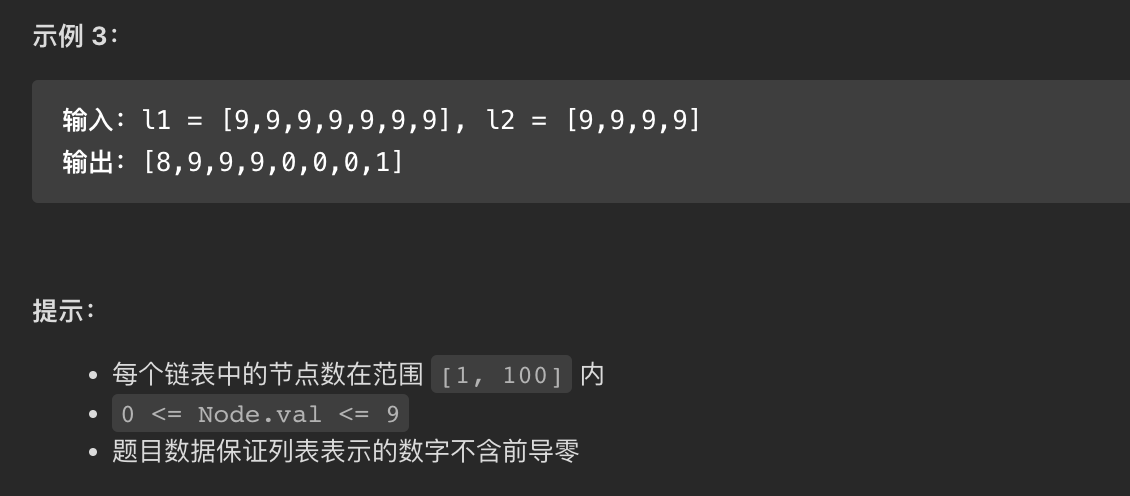 示例 3：
输入：l1 = [9,9,9,9,9,9,9], l2 = [9,9,9,9]
输出：[8,9,9,9,0,0,0,1]
提示：
• 每个链表中的节点数在范围 [1, 100] 内
• 0 <= Node.val <= 9
• 题目数据保证列表表示的数字不含前导零